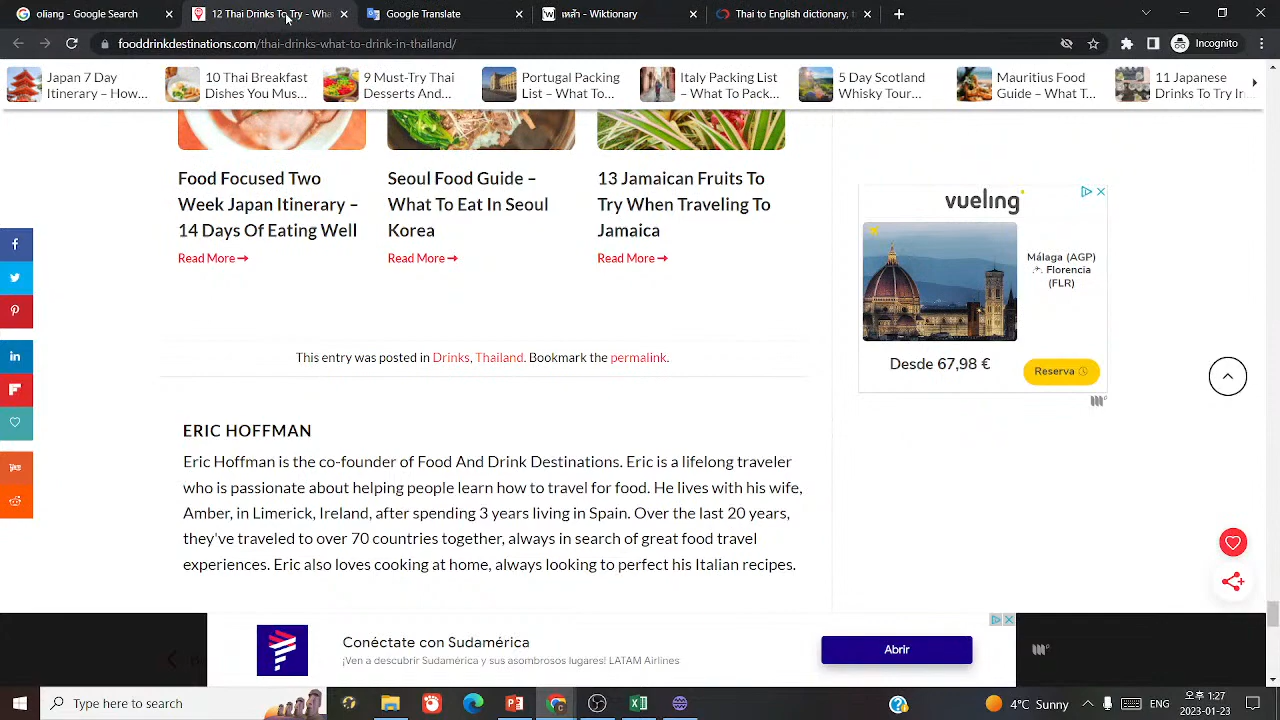 oliang - Google Search
12 Thai Drinks To Try - Wha
Google Translate
เหล้า - Wiktionary
Thai to English dictionary, t
fooddrinkdestinations.com/thai-drinks-what-to-drink-in-thailand/
Incognito
Japan 7 Day
Itinerary – How...
10 Thai Breakfast
Dishes You Mus...
9 Must-Try Thai
Desserts And...
Portugal Packing
List – What To...
Italy Packing List
– What To Pack...
5 Day Scotland
Whisky Tour...
Mauritius Food
Guide – What T...
11 Japanese
Drinks To Try Ir
Food Focused Two
Week Japan Itinerary –
14 Days Of Eating Well
Read More →
Seoul Food Guide –
What To Eat In Seoul
Korea
Read More →
13 Jamaican Fruits To
Try When Traveling To
Jamaica
Read More →
vueling
Málaga (AGP)
Florencia
(FLR)
Desde 67,98 €
Reserva
This entry was posted in Drinks, Thailand. Bookmark the permalink.
ERIC HOFFMAN
Eric Hoffman is the co-founder of Food And Drink Destinations. Eric is a lifelong traveler
who is passionate about helping people learn how to travel for food. He lives with his wife,
Amber, in Limerick, Ireland, after spending 3 years living in Spain. Over the last 20 years,
they've traveled to over 70 countries together, always in search of great food travel
experiences. Eric also loves cooking at home, always looking to perfect his Italian recipes.
Conéctate con Sudamérica
¡Ven a descubrir Sudamérica y sus asombrosos lugares! LATAM Airlines
Abrir
Type here to search
4°C Sunny
ENG
오후 1:27
2023-01-23